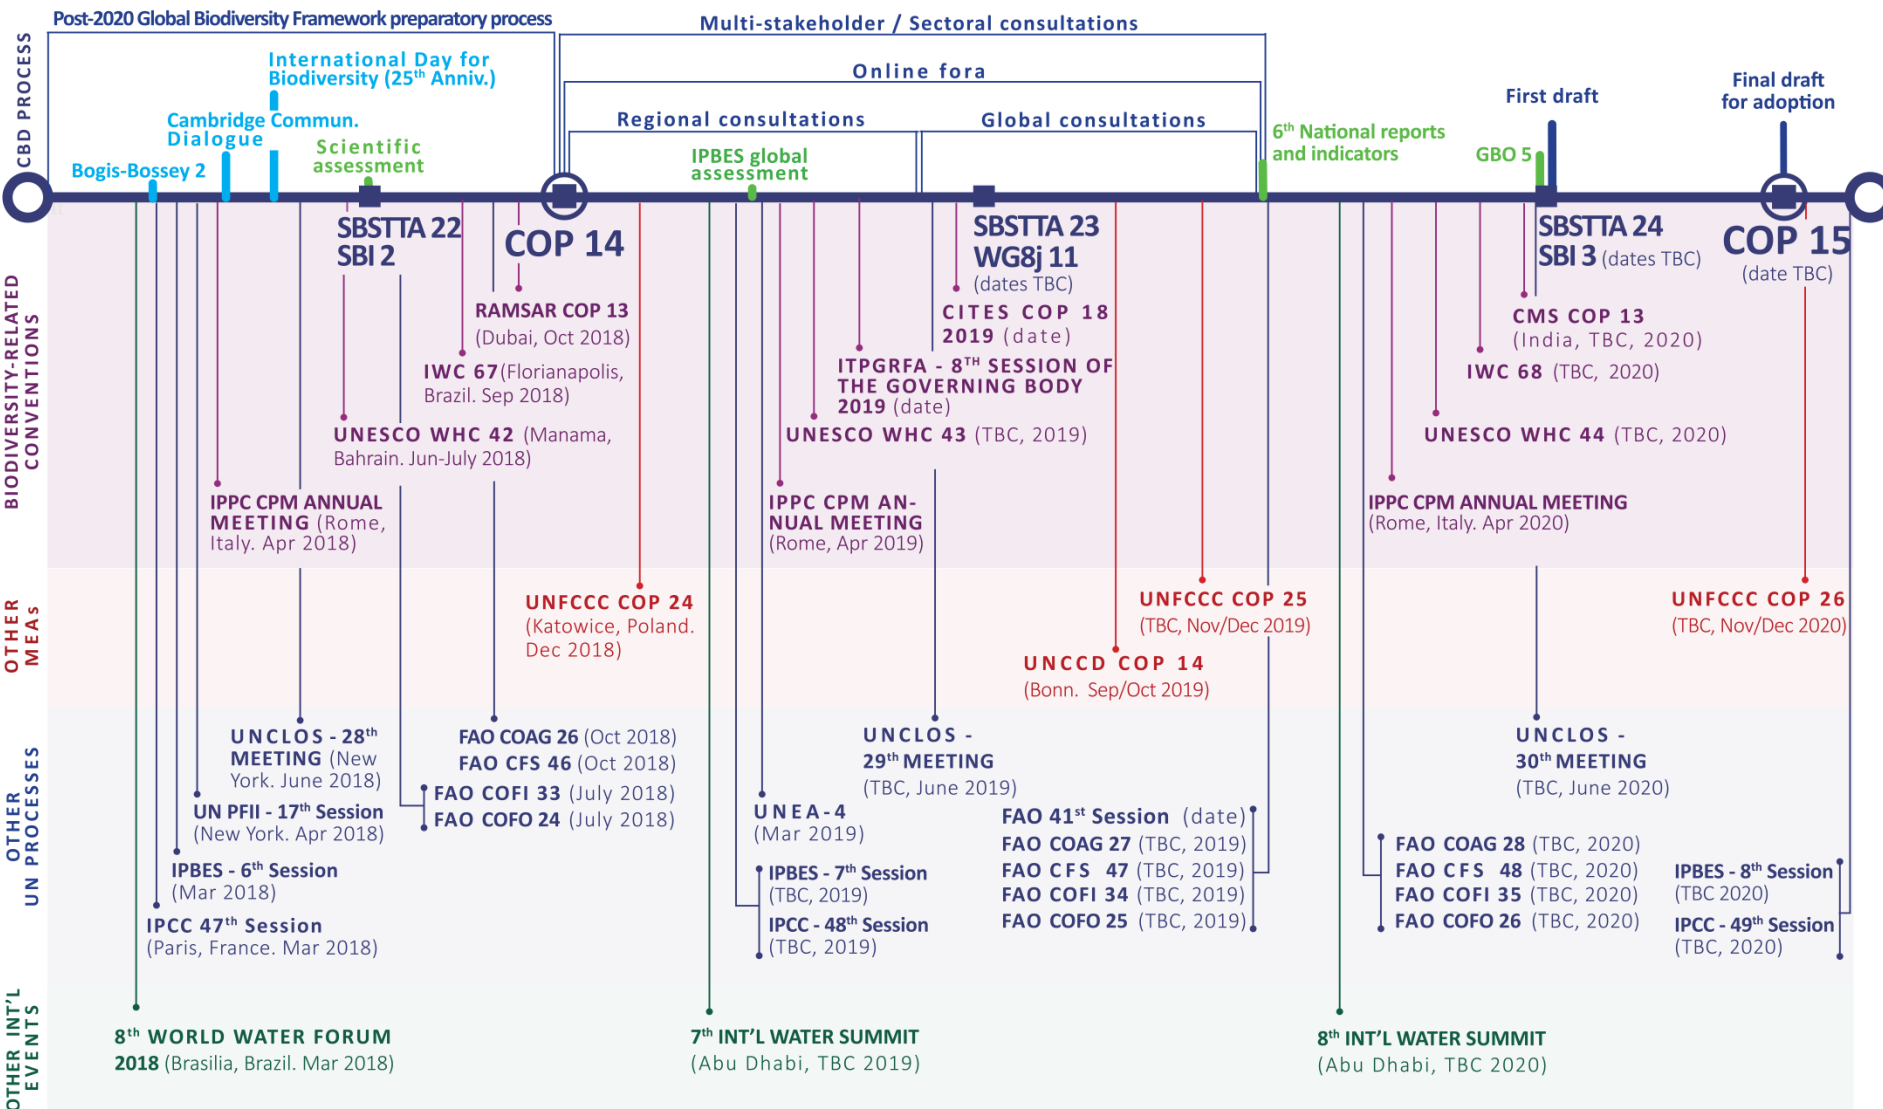 Post-2020 Global Biodiversity Framework preparatory process
Multi-stakeholder / Sectoral consultations
Online fora
Regional consultations
Global consultations
CBD PROCESS
International Day for
Biodiversity (25th Anniv.)
Cambridge Commun.
Dialogue
Bogis-Bossey 2
Scientific
assessment
IPBES global
assessment
6th National reports
and indicators
GBO 5
First draft
Final draft
for adoption
SBSTTA 22
SBI 2
COP 14
SBSTTA 23
WG8j 11
(dates TBC)
SBSTTA 24
SBI 3 (dates TBC)
COP 15
(date TBC)
BIODIVERSITY-RELATED
CONVENTIONS
RAMSAR COP 13
(Dubai, Oct 2018)
IWC 67(Florianapolis,
Brazil. Sep 2018)
UNESCO WHC 42 (Manama,
Bahrain. Jun-July 2018)
IPPC CPM ANNUAL
MEETING (Rome,
Italy. Apr 2018)
CITES COP 18
2019 (date)
ITPGRFA - 8TH SESSION OF
THE GOVERNING BODY
2019 (date)
UNESCO WHC 43 (TBC, 2019)
IPPC CPM AN-
NUAL MEETING
(Rome, Apr 2019)
CMS COP 13
(India, TBC, 2020)
IWC 68 (TBC, 2020)
UNESCO WHC 44 (TBC, 2020)
IPPC CPM ANNUAL MEETING
(Rome, Italy. Apr 2020)
OTHER
MEAs
UNFCCC COP 24
(Katowice, Poland.
Dec 2018)
UNFCCC COP 25
(TBC, Nov/Dec 2019)
UNCCD COP 14
(Bonn. Sep/Oct 2019)
UNFCCC COP 26
(TBC, Nov/Dec 2020)
OTHER
UN PROCESSES
UNCLOS - 28th
MEETING (New
York. June 2018)
UN PFII - 17th Session
(New York. Apr 2018)
IPBES - 6th Session
(Mar 2018)
IPCC 47th Session
(Paris, France. Mar 2018)
FAO COAG 26 (Oct 2018)
FAO CFS 46 (Oct 2018)
FAO COFI 33 (July 2018)
FAO COFO 24 (July 2018)
UNCLOS -
29th MEETING
(TBC, June 2019)
UNEA-4
(Mar 2019)
IPBES - 7th Session
(TBC, 2019)
IPCC - 48th Session
(TBC, 2019)
FAO 41st Session (date)
FAO COAG 27 (TBC, 2019)
FAO CFS 47 (TBC, 2019)
FAO COFI 34 (TBC, 2019)
FAO COFO 25 (TBC, 2019)
UNCLOS -
30th MEETING
(TBC, June 2020)
FAO COAG 28 (TBC, 2020)
FAO CFS 48 (TBC, 2020)
FAO COFI 35 (TBC, 2020)
FAO COFO 26 (TBC, 2020)
IPBES - 8th Session
(TBC 2020)
IPCC - 49th Session
(TBC, 2020)
OTHER INT'L
EVENTS
8th WORLD WATER FORUM
2018 (Brasilia, Brazil. Mar 2018)
7th INT'L WATER SUMMIT
(Abu Dhabi, TBC 2019)
8th INT'L WATER SUMMIT
(Abu Dhabi, TBC 2020)